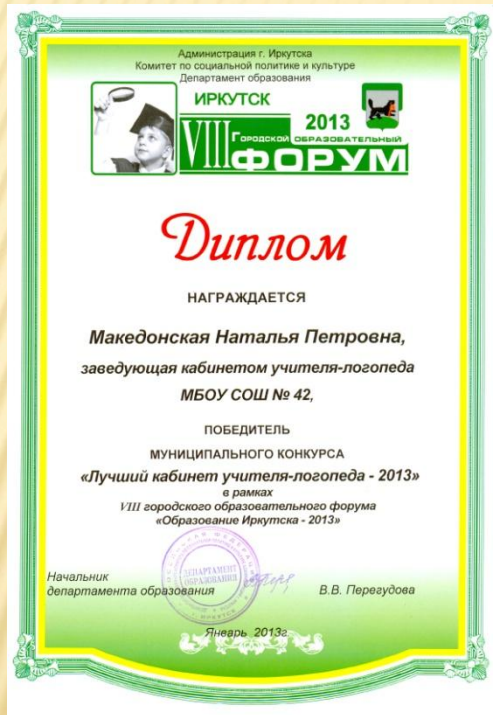 Администрация г. Иркутска
Комитет по социальной политике и культуре
Департамент образования
ИРКУТСК
2013
VIII ГОРОДСКОЙ ОБРАЗОВАТЕЛЬНЫЙ
ФОРУМ
Диплом
НАГРАЖДАЕТСЯ
Македонская Наталья Петровна,
заведующая кабинетом учителя-логопеда
МБОУ СОШ № 42,
ПОБЕДИТЕЛЬ
МУНИЦИПАЛЬНОГО КОНКУРСА
«Лучший кабинет учителя-логопеда - 2013»
в рамках
VIII городского образовательного форума
«Образование Иркутска - 2013»
ДЕПАРТАМЕНТ
ОБРАЗОВАНИЯ
Начальник
департамента образования В.В. Перегудова
Январь 2013г